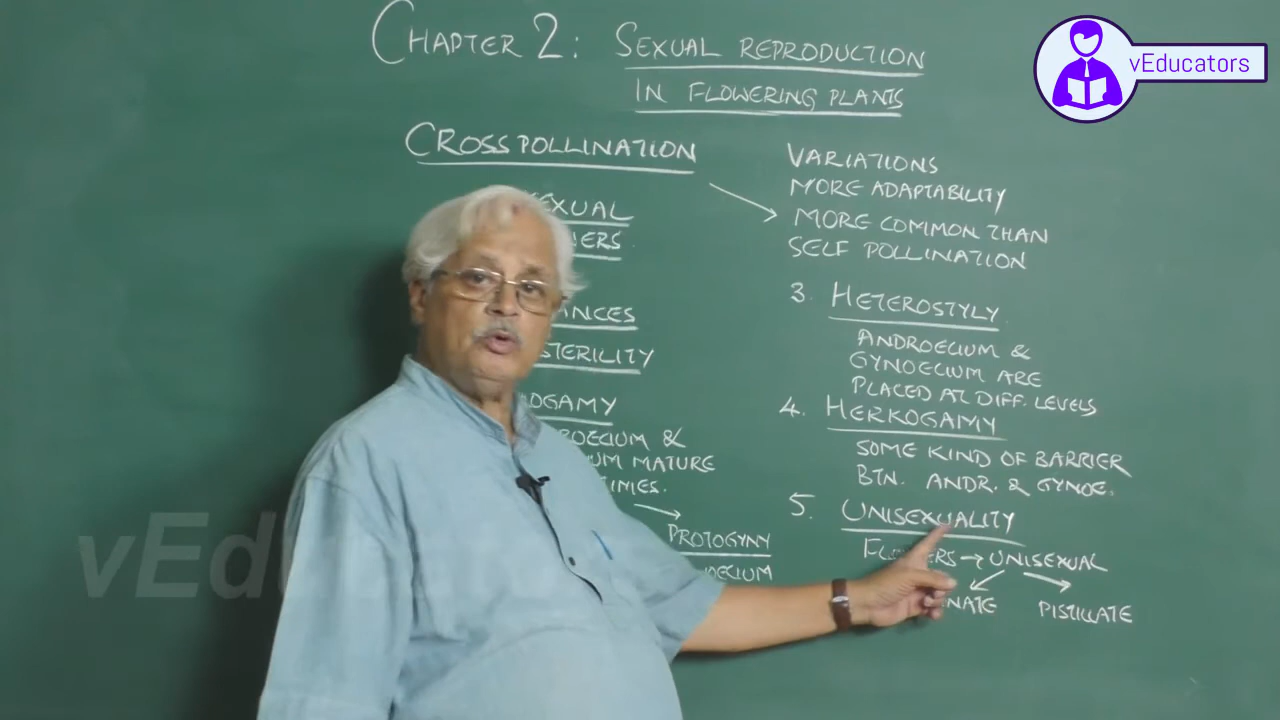 CHAPTER 2: SEXUAL REPRODUCTION
IN FLOWERING PLANTS
vEducators
CROSS POLLINATION
VARIATIONS
MORE ADAPTABILITY
MORE COMMON THAN
SELF POLLINATION
3. HETEROSTYLY
ANDROECIUM &
GYNOECIUM ARE
PLACED AT DIFF. LEVELS
4. HERKOGAMY
SOME KIND OF BARRIER
BTN. ANDR. & GYNOE.
5. UNISEXUALITY
→ UNISEXUAL
PISTILLATE
STERILITY
&
MATURE
PROTOGYNY